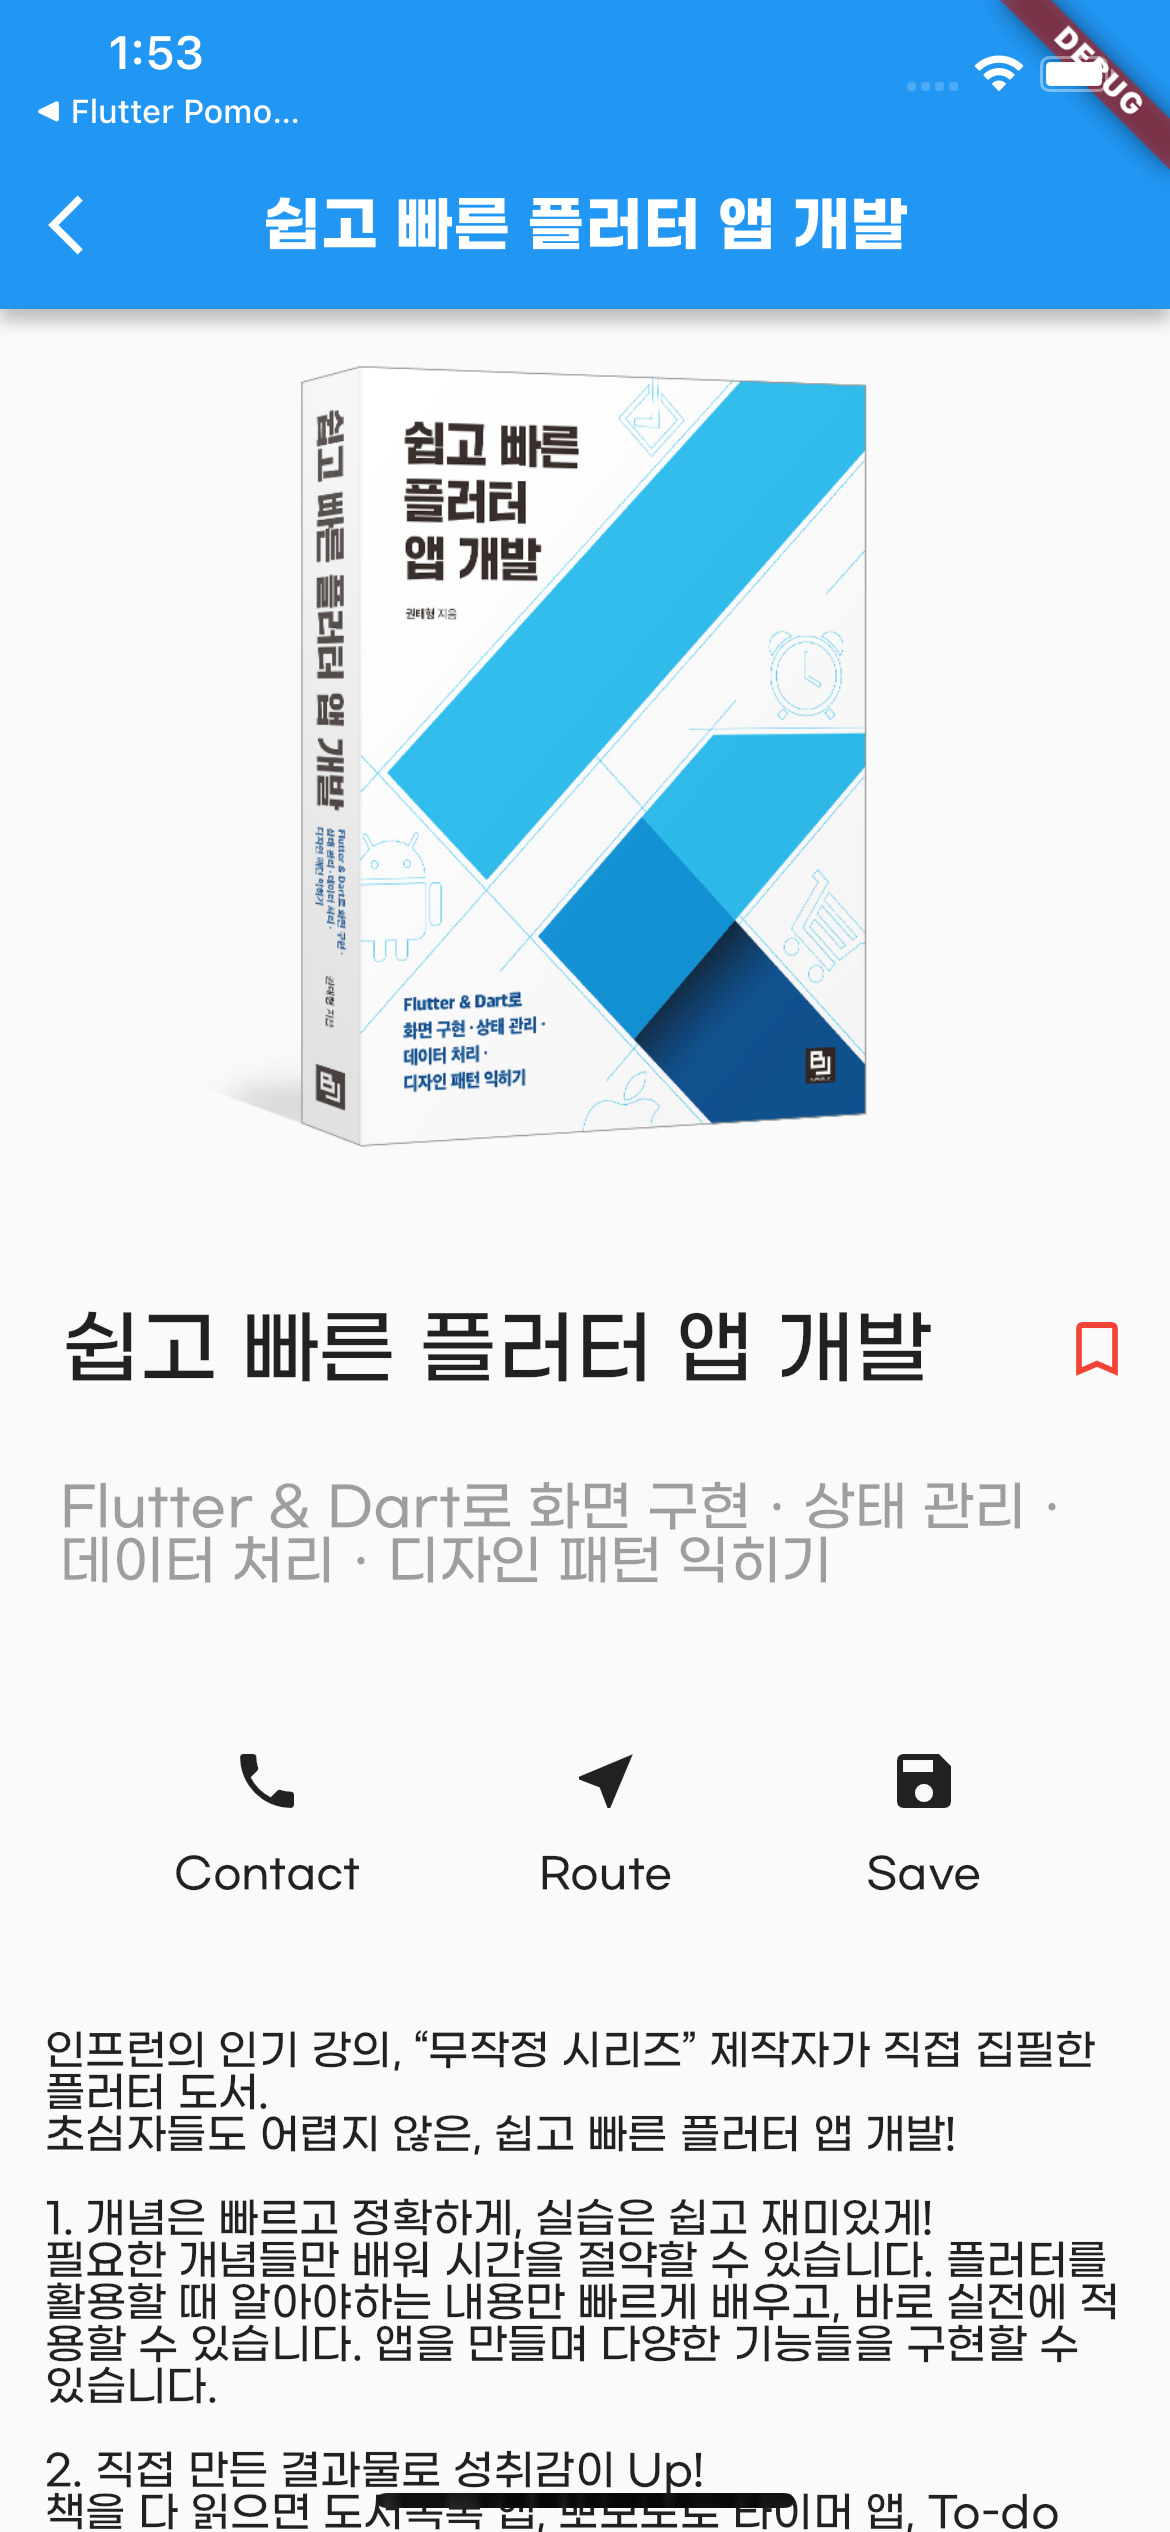 1:53
DEBUG
◀ Flutter Pomo...
쉽고 빠른 플러터 앱 개발
쉽고 빠른
플러터
앱 개발
권태형 지음
쉽고 빠른 플러터 앱 개발
Flutter & Dart로 화면 구현 ·
상태 관리 · 데이터 처리 ·
디자인 패턴 익히기
권태형 지음
BJ
Flutter & Dart로
화면 구현 · 상태 관리 ·
데이터 처리 ·
디자인 패턴 익히기
BJ
쉽고 빠른 플러터 앱 개발
Flutter & Dart로 화면 구현 · 상태 관리 ·
데이터 처리 · 디자인 패턴 익히기
Contact Route Save
인프런의 인기 강의, “무작정 시리즈” 제작자가 직접 집필한
플러터 도서.
초심자들도 어렵지 않은, 쉽고 빠른 플러터 앱 개발!
1. 개념은 빠르고 정확하게, 실습은 쉽고 재미있게!
필요한 개념들만 배워 시간을 절약할 수 있습니다. 플러터를
활용할 때 알아야하는 내용만 빠르게 배우고, 바로 실전에 적
용할 수 있습니다. 앱을 만들며 다양한 기능들을 구현할 수
있습니다.
2. 직접 만든 결과물로 성취감이 Up!
책을 다 읽으면 앱, 타이머 앱, To-do